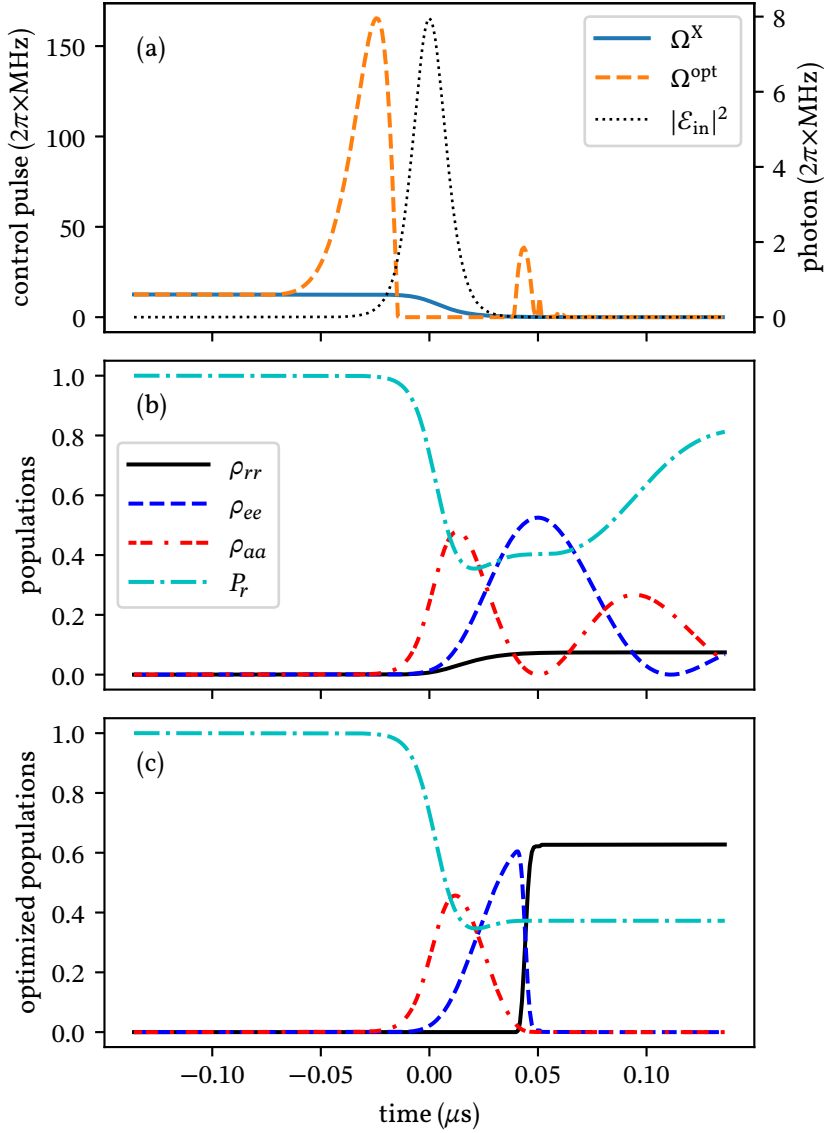 (a)
control pulse (2π×MHz)
150
100
50
0
Ω^X
Ω^opt
|ℰ_in|^2
photon (2π×MHz)
8
6
4
2
0
(b)
populations
1.0
0.8
0.6
0.4
0.2
0.0
ρ_rr
ρ_ee
ρ_aa
P_r
(c)
optimized populations
1.0
0.8
0.6
0.4
0.2
0.0
−0.10
−0.05
0.00
0.05
0.10
time (μs)